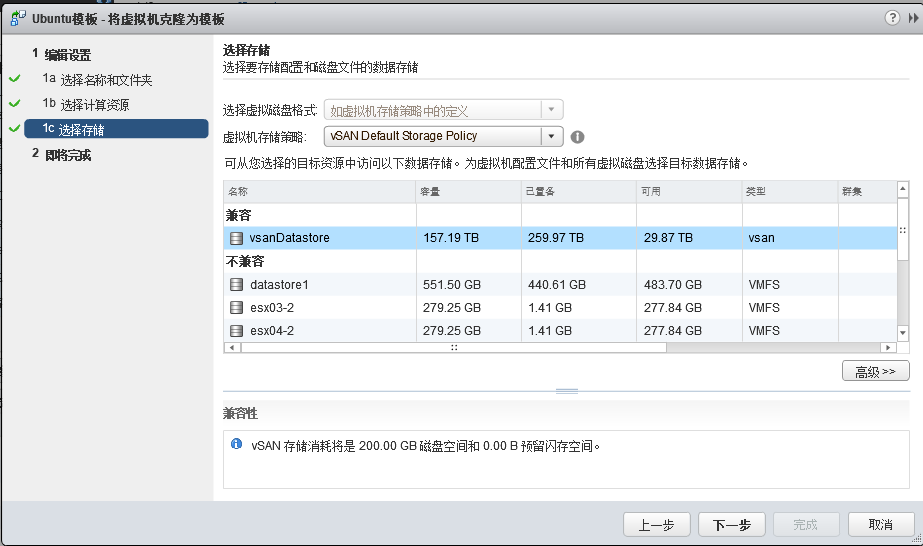 Ubuntu模板 - 将虚拟机克隆为模板
1 编辑设置
1a 选择名称和文件夹
1b 选择计算资源
1c 选择存储
2 即将完成
选择存储
选择要存储配置和磁盘文件的数据存储
选择虚拟磁盘格式: 如虚拟机存储策略中的定义
虚拟机存储策略: vSAN Default Storage Policy
可从您选择的目标资源中访问以下数据存储。为虚拟机配置文件和所有虚拟磁盘选择目标数据存储。
名称 容量 已置备 可用 类型 群集
兼容
vsanDatastore 157.19 TB 259.97 TB 29.87 TB vsan
不兼容
datastore1 551.50 GB 440.61 GB 483.70 GB VMFS
esx03-2 279.25 GB 1.41 GB 277.84 GB VMFS
esx04-2 279.25 GB 1.41 GB 277.84 GB VMFS
高级 >>
兼容性
vSAN 存储消耗将是 200.00 GB 磁盘空间和 0.00 B 预留闪存空间。
上一步 下一步 完成 取消